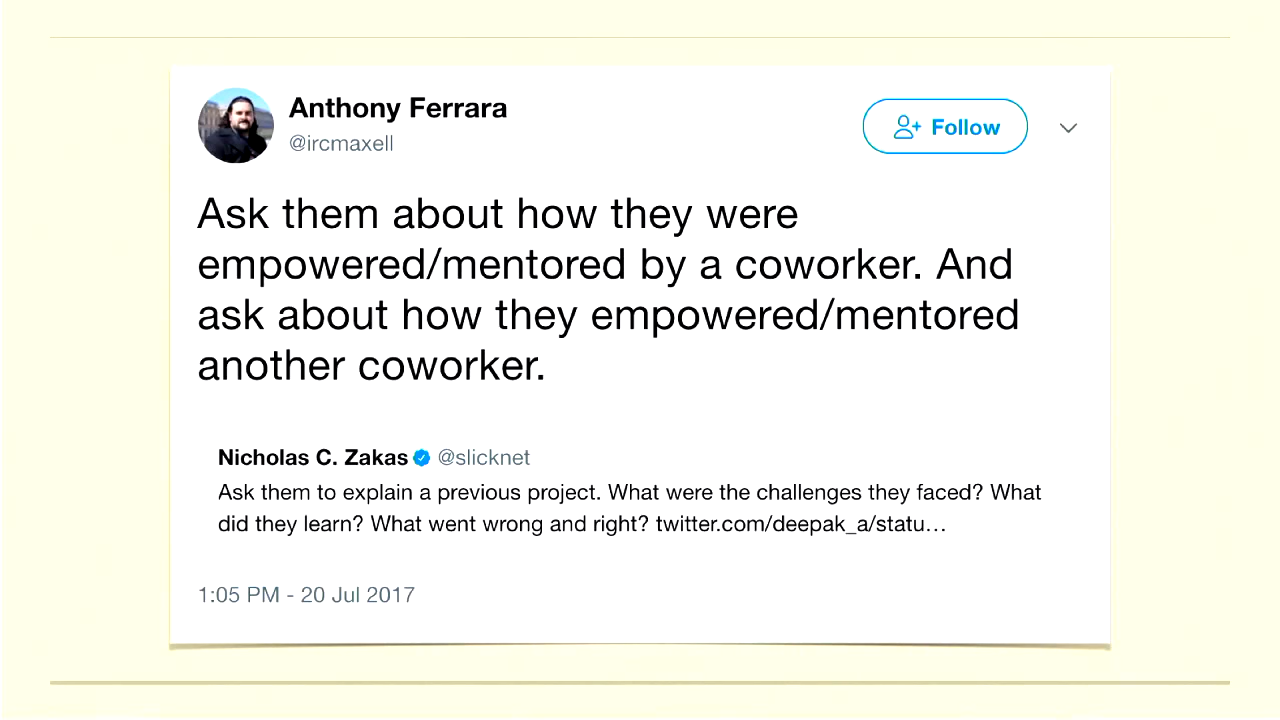 Anthony Ferrara
@ircmaxell
Follow
Ask them about how they were
empowered/mentored by a coworker. And
ask about how they empowered/mentored
another coworker.
Nicholas C. Zakas @slicknet
Ask them to explain a previous project. What were the challenges they faced? What
did they learn? What went wrong and right? twitter.com/deepak_a/statu…
1:05 PM - 20 Jul 2017